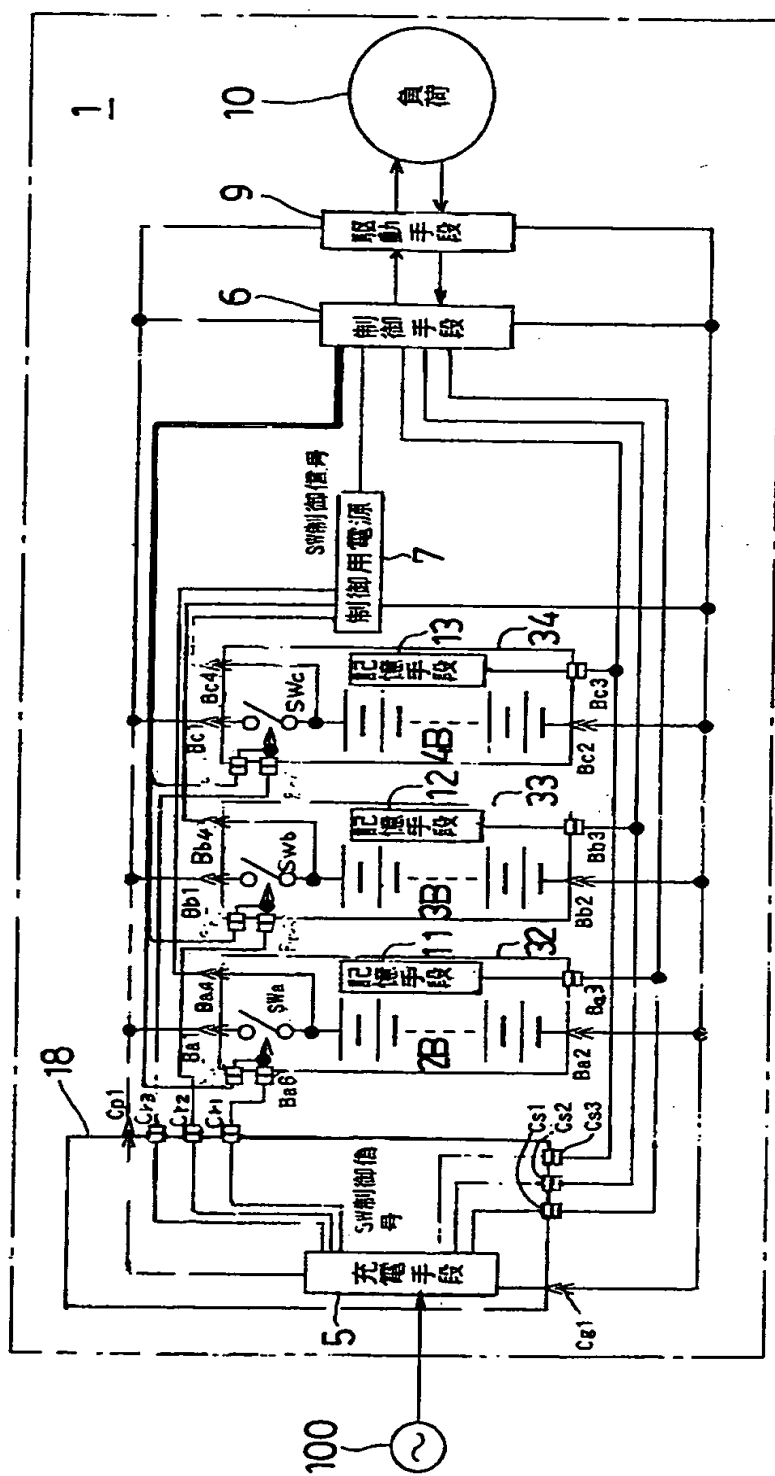 1
18
Cp1
Cr3
Cr2
Cr1
SW制御信号
100
5
充電手段
Cg1
Cs1
Cs2
Cs3
Ba1
Ba4
SWa
Ba6
11
記憶手段
32
2B
Ba2
Ba3
Bb1
Bb4
SWb
12
記憶手段
33
3B
Bb2
Bb3
Bc1
Bc4
SWc
13
記憶手段
34
4B
Bc2
Bc3
SW制御信号
制御用電源
7
6
制御手段
9
駆動手段
10
負荷